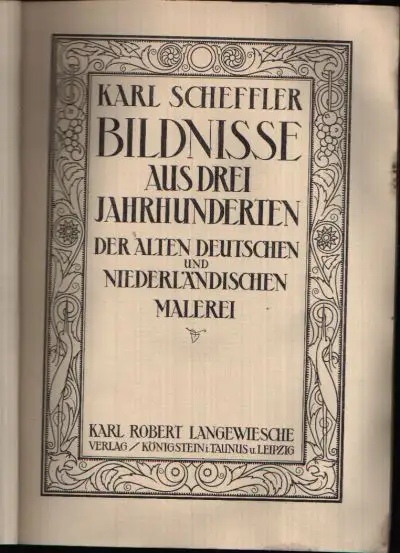 KARL SCHEFFLER
BILDNISSE
AUS DREI
JAHRHUNDERTEN
DER ALTEN DEUTSCHEN
UND
NIEDERLÄNDISCHEN
MALEREI
KARL ROBERT LANGEWIESCHE
VERLAG / KÖNIGSTEIN i. TAUNUS u. LEIPZIG